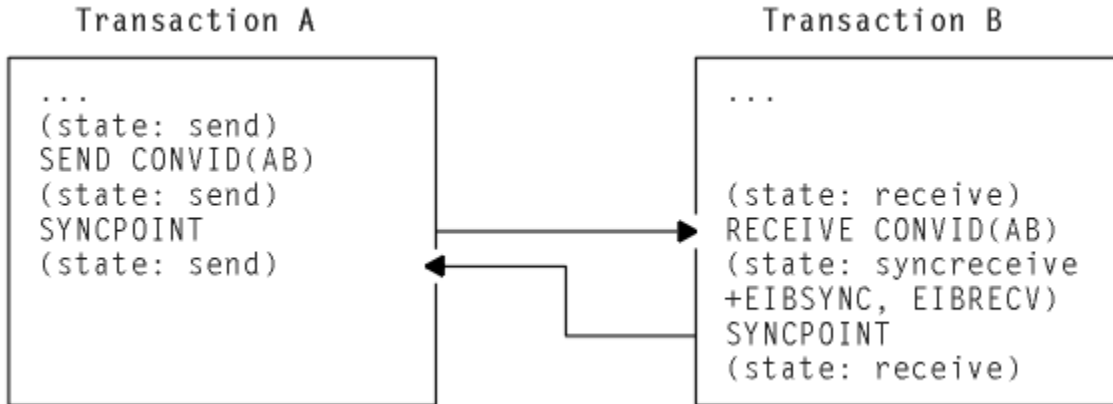 Transaction A
...
(state: send)
SEND CONVID(AB)
(state: send)
SYNCPOINT
(state: send)
Transaction B
...
(state: receive)
RECEIVE CONVID(AB)
(state: syncreceive
+EIBSYNC, EIBRECV)
SYNCPOINT
(state: receive)